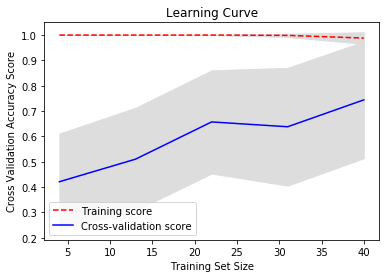 Learning Curve
Cross Validation Accuracy Score
1.0
0.9
0.8
0.7
0.6
0.5
0.4
0.3
0.2
Training score
Cross-validation score
5 10 15 20 25 30 35 40
Training Set Size